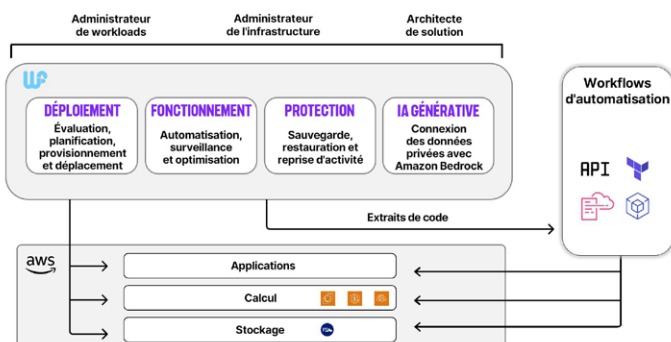 Administrateur
de workloads
Administrateur
de l'infrastructure
Architecte
de solution
WF
DÉPLOIEMENT
Évaluation,
planification,
provisionnement
et déplacement
FONCTIONNEMENT
Automatisation,
surveillance
et optimisation
PROTECTION
Sauvegarde,
restauration et
reprise d'activité
IA GÉNÉRATIVE
Connexion
des données
privées avec
Amazon Bedrock
Workflows
d'automatisation
API
Extraits de code
aws
Applications
Calcul
Stockage